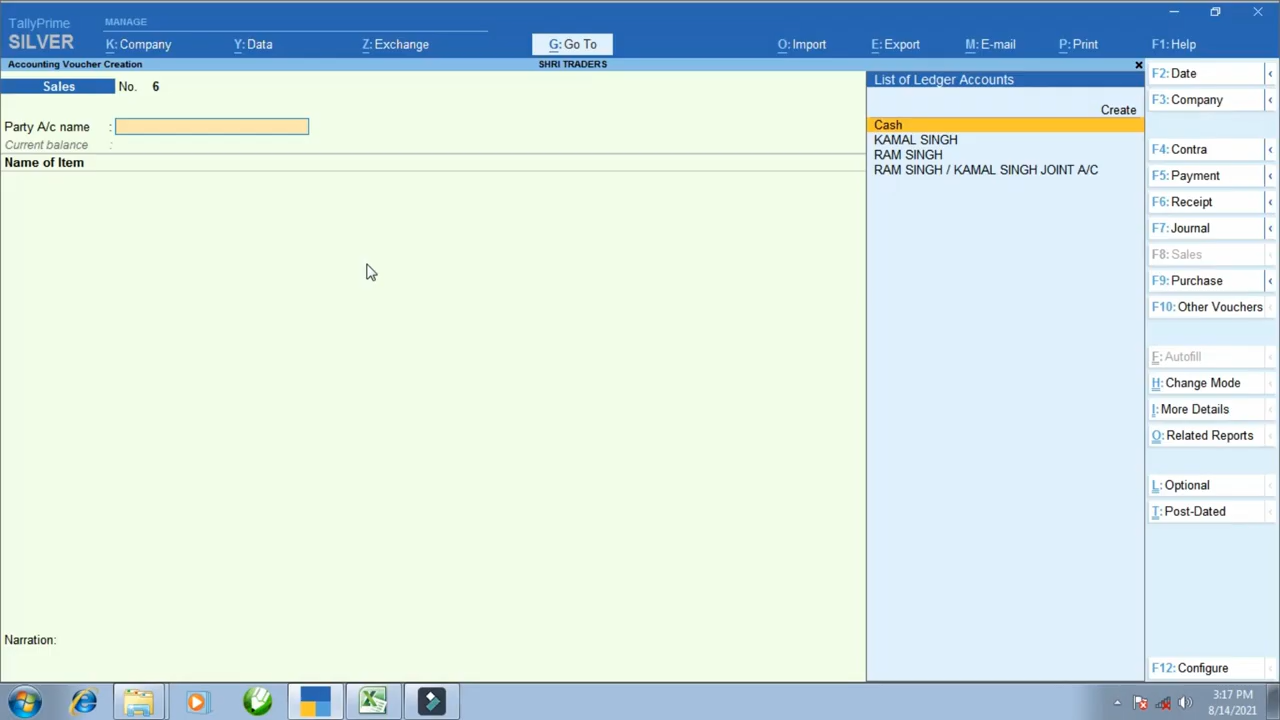 TallyPrime
SILVER
MANAGE
K: Company
Y: Data
Z: Exchange
G: Go To
O: Import
E: Export
M: E-mail
P: Print
F1: Help
Accounting Voucher Creation
SHRI TRADERS
Sales No. 6
Party A/c name :
Current balance :
Name of Item
Narration:
List of Ledger Accounts
Create
Cash
KAMAL SINGH
RAM SINGH
RAM SINGH / KAMAL SINGH JOINT A/C
F2: Date
F3: Company
F4: Contra
F5: Payment
F6: Receipt
F7: Journal
F8: Sales
F9: Purchase
F10: Other Vouchers
F: Autofill
H: Change Mode
I: More Details
O: Related Reports
L: Optional
T: Post-Dated
F12: Configure
3:17 PM
8/14/2021